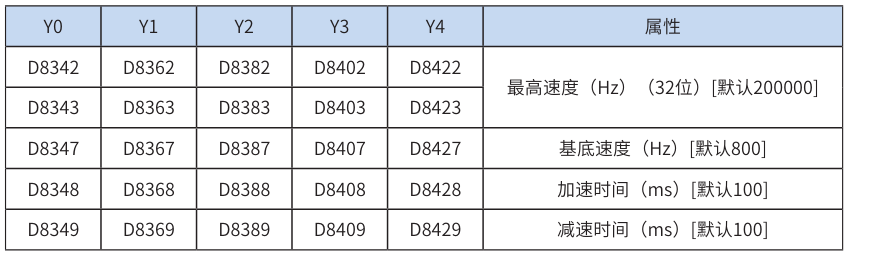 Y0 Y1 Y2 Y3 Y4 属性
D8342 D8362 D8382 D8402 D8422 最高速度（Hz）（32位）[默认200000]
D8343 D8363 D8383 D8403 D8423
D8347 D8367 D8387 D8407 D8427 基底速度（Hz）[默认800]
D8348 D8368 D8388 D8408 D8428 加速时间（ms）[默认100]
D8349 D8369 D8389 D8409 D8429 减速时间（ms）[默认100]